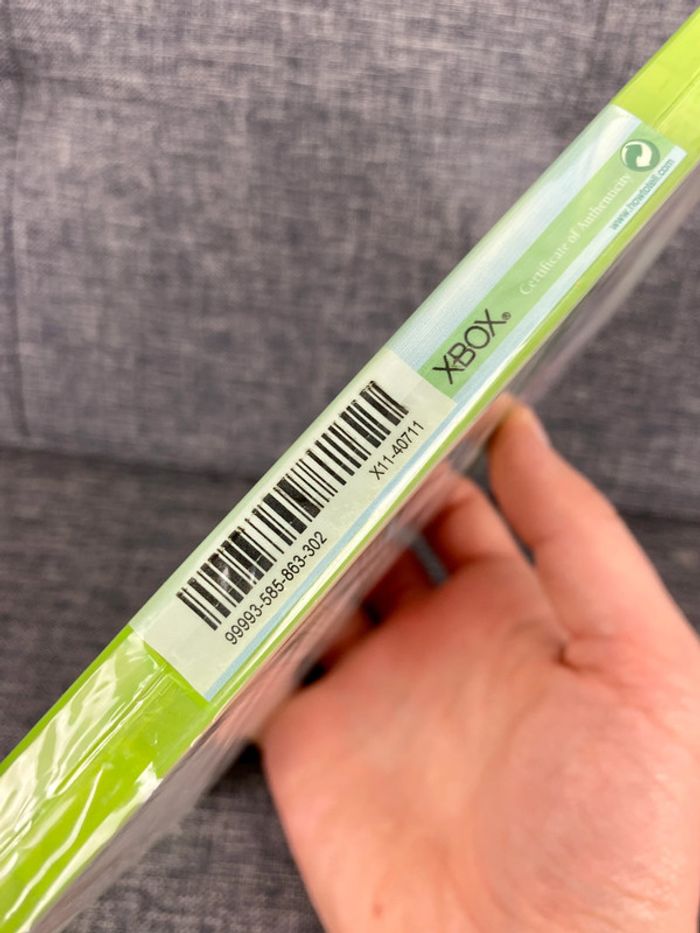 XBOX®
Certificate of Authenticity
www.howtotell.com
X11-40711
99993-585-863-302